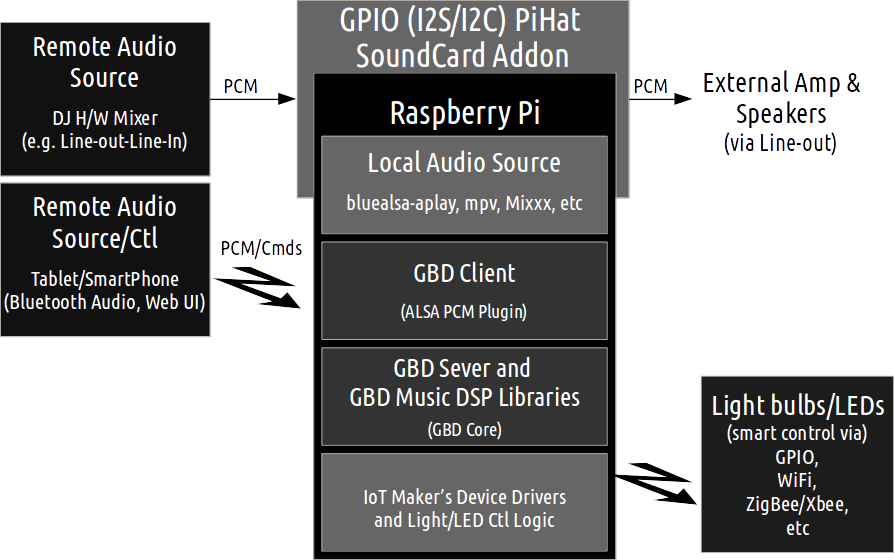 GPIO (I2S/I2C) PiHat
SoundCard Addon
Remote Audio
Source
DJ H/W Mixer
(e.g. Line-out-Line-In)
PCM
PCM
External Amp &
Speakers
(via Line-out)
Raspberry Pi
Local Audio Source
bluealsa-aplay, mpv, Mixxx, etc
Remote Audio
Source/Ctl
Tablet/SmartPhone
(Bluetooth Audio, Web UI)
PCM/Cmds
GBD Client
(ALSA PCM Plugin)
GBD Sever and
GBD Music DSP Libraries
(GBD Core)
IoT Maker's Device Drivers
and Light/LED Ctl Logic
Light bulbs/LEDs
(smart control via)
GPIO,
WiFi,
ZigBee/Xbee,
etc